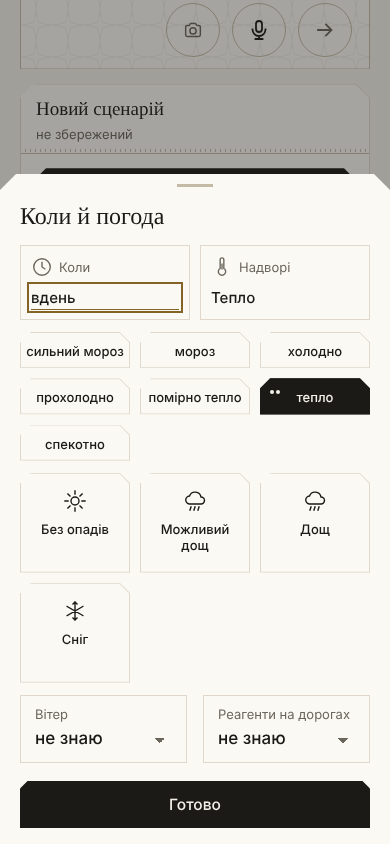 Новий сценарій
не збережений
Коли й погода
Коли
вдень
Надворі
Тепло
сильний мороз
мороз
холодно
прохолодно
помірно тепло
тепло
спекотно
Без опадів
Можливий
дощ
Дощ
Сніг
Вітер
не знаю
Реагенти на дорогах
не знаю
Готово